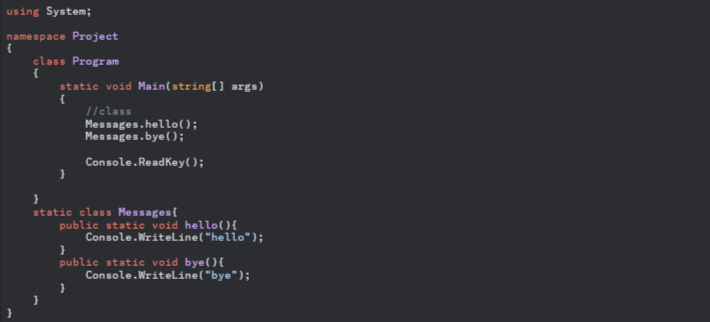 using System;

namespace Project
{
    class Program
    {
        static void Main(string[] args)
        {
            //class
            Messages.hello();
            Messages.bye();

            Console.ReadKey();
        }

    }
    static class Messages{
        public static void hello(){
            Console.WriteLine("hello");
        }
        public static void bye(){
            Console.WriteLine("bye");
        }
    }
}